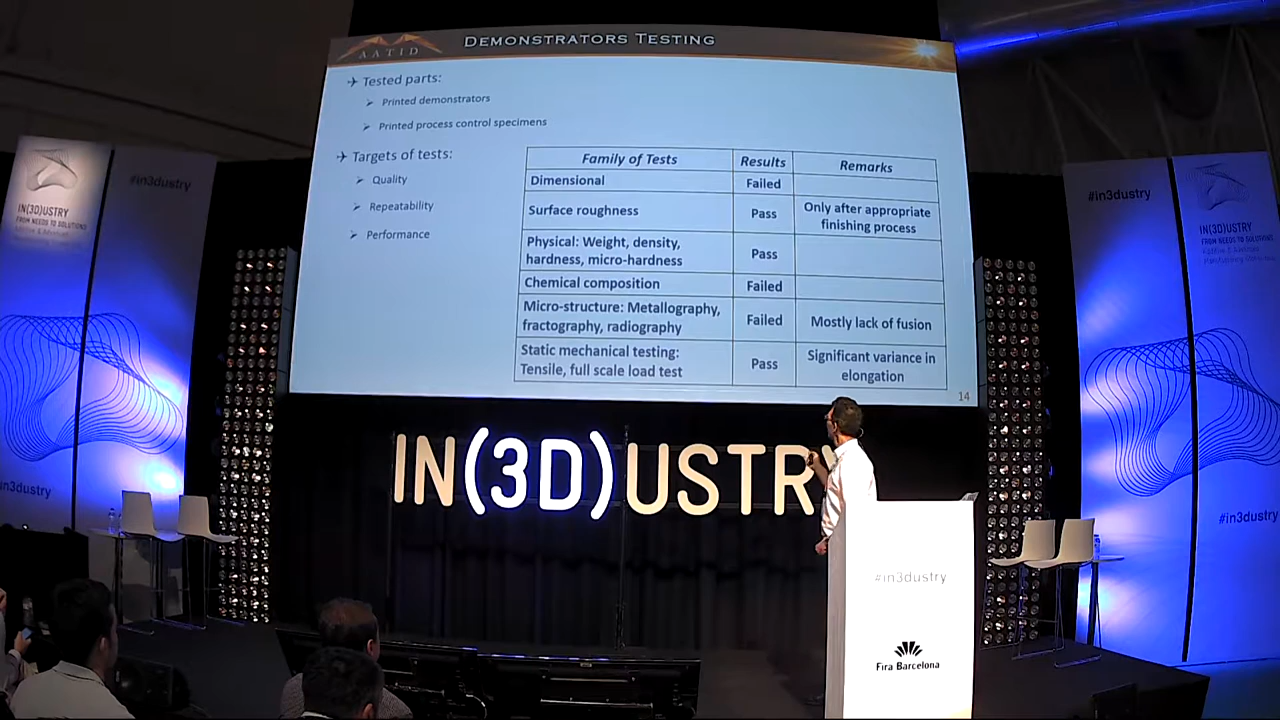 AATID
DEMONSTRATORS TESTING
Tested parts:
Printed demonstrators
Printed process control specimens
Targets of tests:
Quality
Repeatability
Performance
Family of Tests Results Remarks
Dimensional Failed
Surface roughness Pass Only after appropriate
finishing process
Physical: Weight, density,
hardness, micro-hardness Pass
Chemical composition Failed
Micro-structure: Metallography,
fractography, radiography Failed Mostly lack of fusion
Static mechanical testing:
Tensile, full scale load test Pass Significant variance in
elongation
14
IN(3D)USTRY
#in3dustry
IN(3D)USTRY
FROM NEEDS TO SOLUTIONS
Additive & Advanced
in3dustry
#in3dustry
IN(3D)USTRY
FROM NEEDS TO SOLUTIONS
#in3dustry
#in3dustry
Fira Barcelona